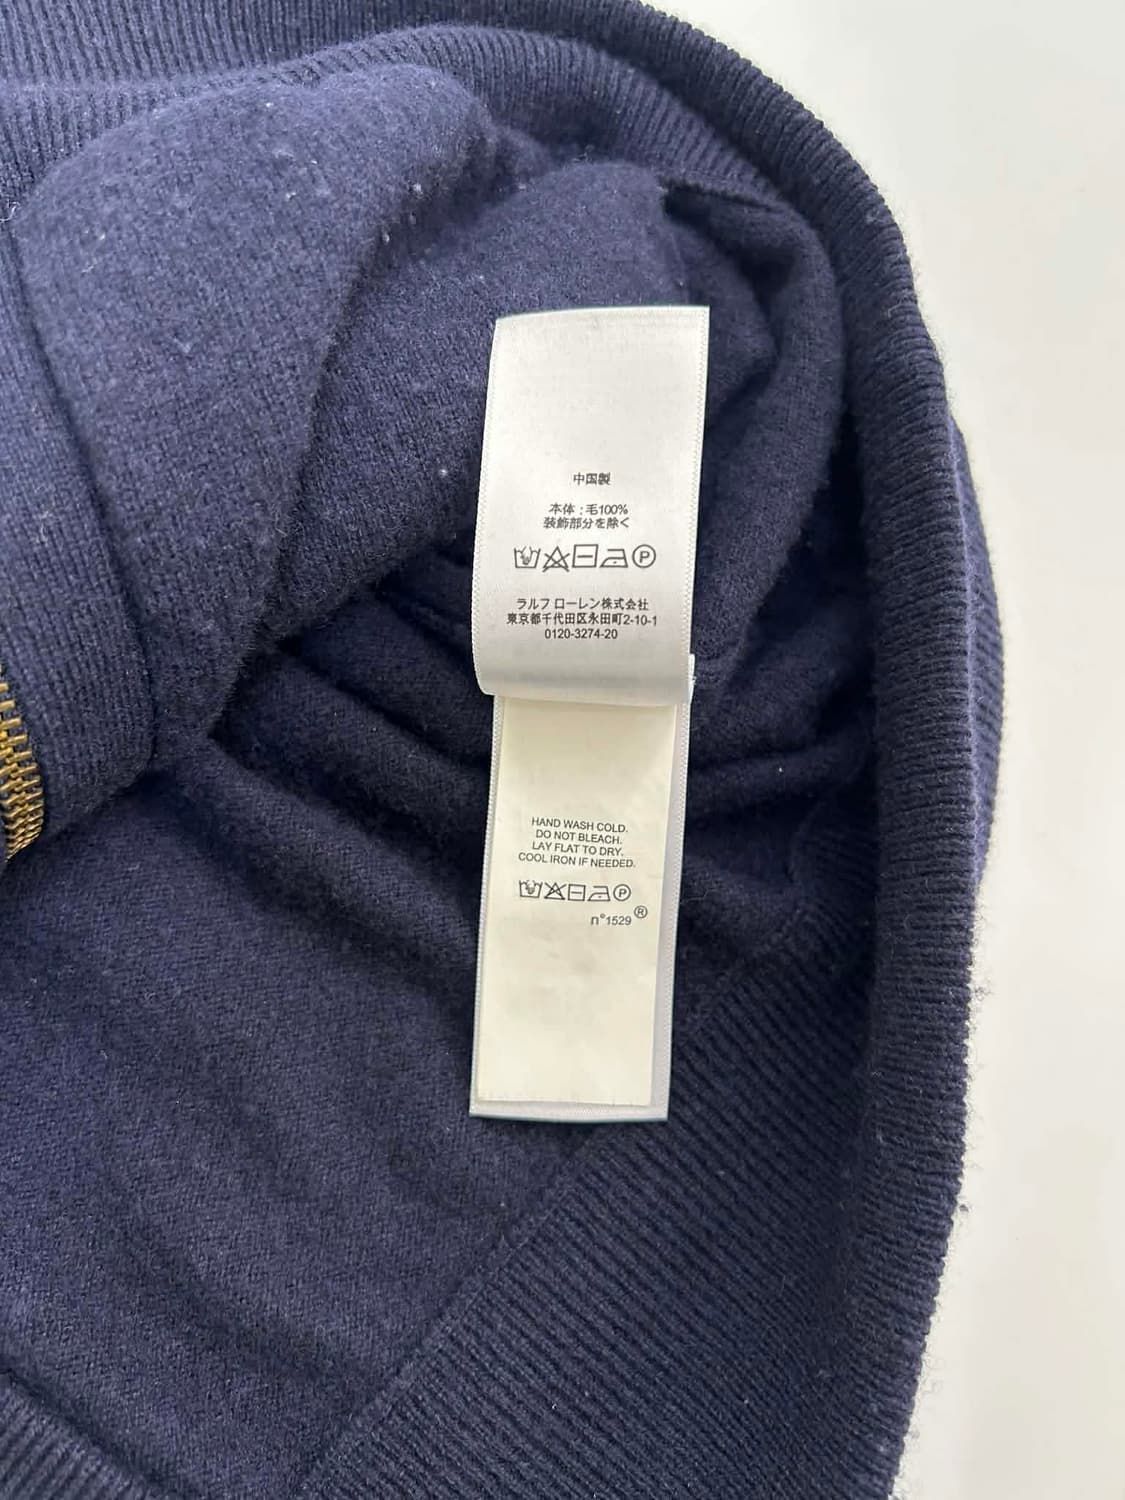 中国製
本体 : 毛100%
装飾部分を除く
P
ラルフ ローレン株式会社
東京都千代田区永田町2-10-1
0120-3274-20
HAND WASH COLD.
DO NOT BLEACH.
LAY FLAT TO DRY.
COOL IRON IF NEEDED.
P
n°1529®